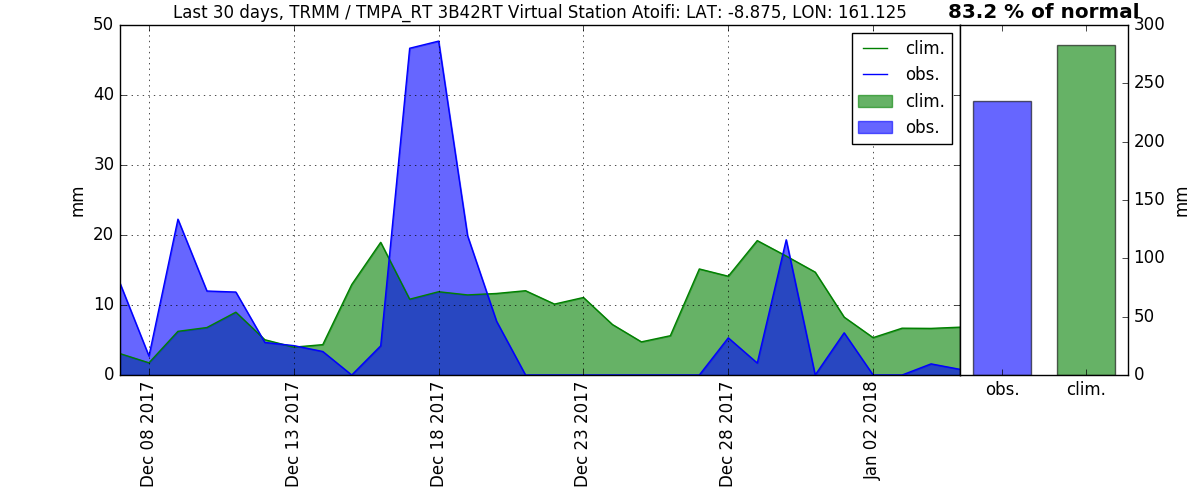 Last 30 days, TRMM / TMPA_RT 3B42RT Virtual Station Atoifi: LAT: -8.875, LON: 161.125
83.2 % of normal
50
40
30
20
10
0
mm
clim.
obs.
clim.
obs.
Dec 08 2017
Dec 13 2017
Dec 18 2017
Dec 23 2017
Dec 28 2017
Jan 02 2018
300
250
200
150
100
50
0
mm
obs.
clim.